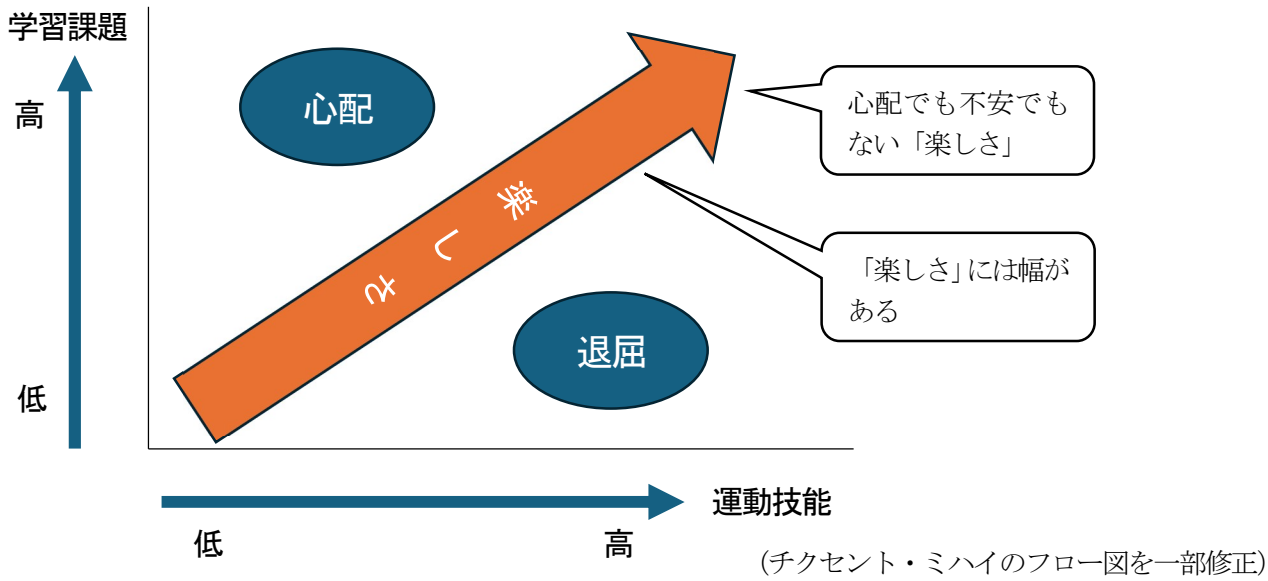 学習課題
高
低
心配
楽しさ
退屈
心配でも不安でも
ない「楽しさ」
「楽しさ」には幅が
ある
運動技能
低
高
(チクセント・ミハイのフロー図を一部修正)